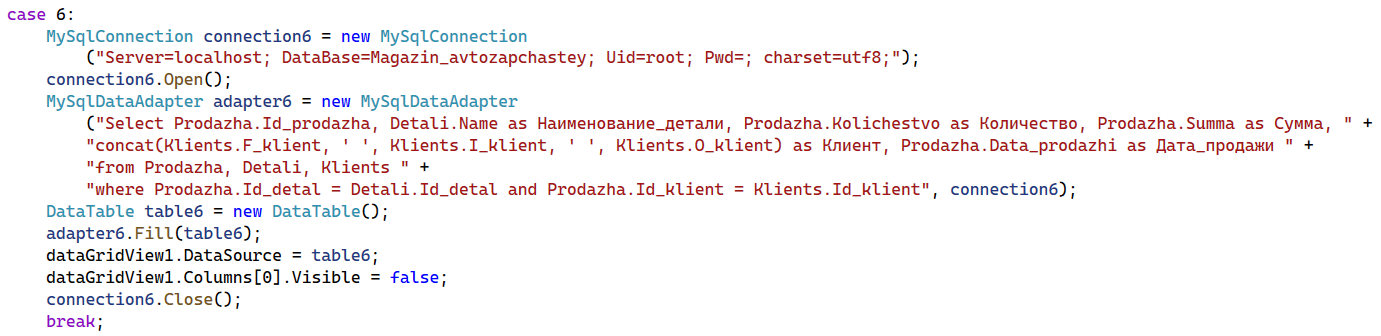 case 6:
    MySqlConnection connection6 = new MySqlConnection
        ("Server=localhost; DataBase=Magazin_avtozapchastey; Uid=root; Pwd=; charset=utf8;");
    connection6.Open();
    MySqlDataAdapter adapter6 = new MySqlDataAdapter
        ("Select Prodazha.Id_prodazha, Detali.Name as Наименование_детали, Prodazha.Kolichestvo as Количество, Prodazha.Summa as Сумма, " +
        "concat(Klients.F_klient, ' ', Klients.I_klient, ' ', Klients.O_klient) as Клиент, Prodazha.Data_prodazhi as Дата_продажи " +
        "from Prodazha, Detali, Klients " +
        "where Prodazha.Id_detal = Detali.Id_detal and Prodazha.Id_klient = Klients.Id_klient", connection6);
    DataTable table6 = new DataTable();
    adapter6.Fill(table6);
    dataGridView1.DataSource = table6;
    dataGridView1.Columns[0].Visible = false;
    connection6.Close();
    break;